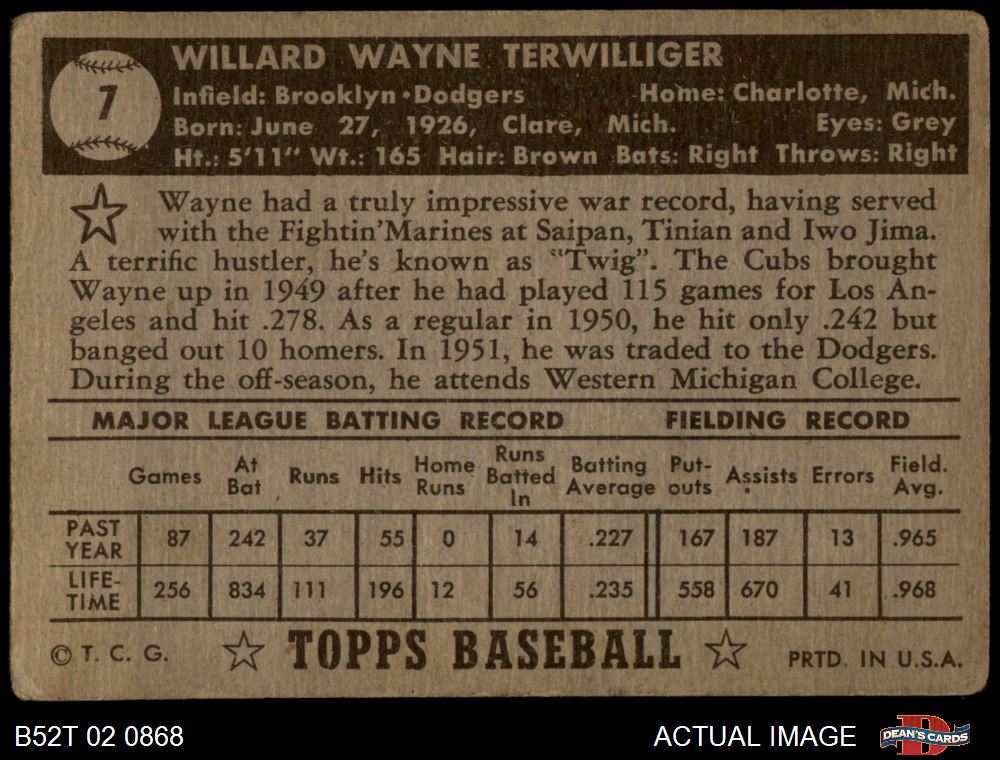 7
WILLARD WAYNE TERWILLIGER
Infield: Brooklyn•Dodgers Home: Charlotte, Mich.
Born: June 27, 1926, Clare, Mich. Eyes: Grey
Ht.: 5'11" Wt.: 165 Hair: Brown Bats: Right Throws: Right
Wayne had a truly impressive war record, having served
with the Fightin' Marines at Saipan, Tinian and Iwo Jima.
A terrific hustler, he's known as "Twig". The Cubs brought
Wayne up in 1949 after he had played 115 games for Los An-
geles and hit .278. As a regular in 1950, he hit only .242 but
banged out 10 homers. In 1951, he was traded to the Dodgers.
During the off-season, he attends Western Michigan College.
MAJOR LEAGUE BATTING RECORD FIELDING RECORD
Games At Bat Runs Hits Home Runs Runs Batted In Batting Average Put-outs Assists Errors Field. Avg.
PAST YEAR 87 242 37 55 0 14 .227 167 187 13 .965
LIFE-TIME 256 834 111 196 12 56 .235 558 670 41 .968
© T. C. G. TOPPS BASEBALL PRTD. IN U.S.A.
B52T 02 0868 ACTUAL IMAGE D DEAN'S CARDS